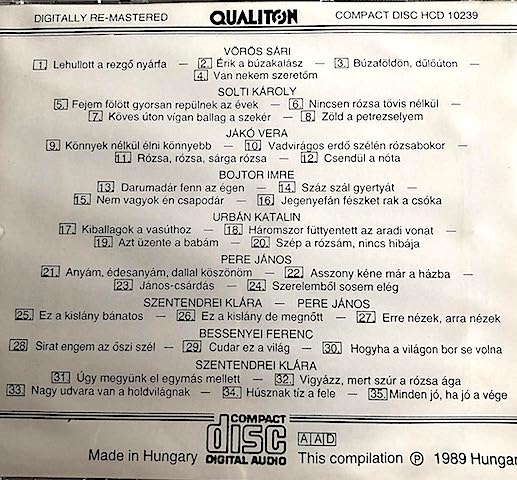 DIGITALLY RE-MASTERED QUALITON COMPACT DISC HCD 10239
VÖRÖS SÁRI
1. Lehullott a rezgő nyárfa — 2. Érik a búzakalász — 3. Búzaföldön, dűlőúton —
4. Van nekem szeretőm
SOLTI KÁROLY
5. Fejem fölött gyorsan repülnek az évek — 6. Nincsen rózsa tövis nélkül —
7. Köves úton vígan ballag a szekér — 8. Zöld a petrezselyem
JÁKÓ VERA
9. Könnyek nélkül élni könnyebb — 10. Vadvirágos erdő szélén rózsabokor —
11. Rózsa, rózsa, sárga rózsa — 12. Csendül a nóta
BOJTOR IMRE
13. Darumadár fenn az égen — 14. Száz szál gyertyát —
15. Nem vagyok én csapodár — 16. Jegenyefán fészket rak a csóka
URBÁN KATALIN
17. Kiballagok a vasúthoz — 18. Háromszor füttyentett az aradi vonat —
19. Azt üzente a babám — 20. Szép a rózsám, nincs hibája
PERE JÁNOS
21. Anyám, édesanyám, dallal köszönöm — 22. Asszony kéne már a házba —
23. János-csárdás — 24. Szerelemből sosem elég
SZENTENDREI KLÁRA — PERE JÁNOS
25. Ez a kislány bánatos — 26. Ez a kislány de megnőtt — 27. Erre nézek, arra nézek
BESSENYEI FERENC
28. Sirat engem az őszi szél — 29. Cudar ez a világ — 30. Hogyha a világon bor se volna
SZENTENDREI KLÁRA
31. Úgy megyünk el egymás mellett — 32. Vigyázz, mert szúr a rózsa ága
33. Nagy udvara van a holdvilágnak — 34. Húsznak tíz a fele — 35. Minden jó, ha jó a vége
COMPACT
disc
DIGITAL AUDIO
AAD
Made in Hungary This compilation ℗ 1989 Hungar